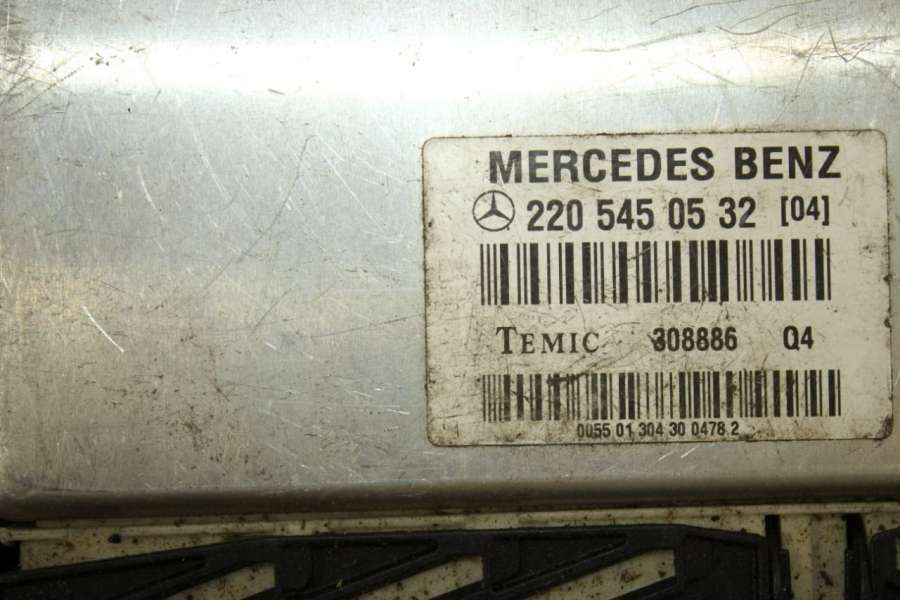 MERCEDES BENZ
220 545 05 32 [04]
TEMIC 308886 Q4
0055 01 304 30 0478 2